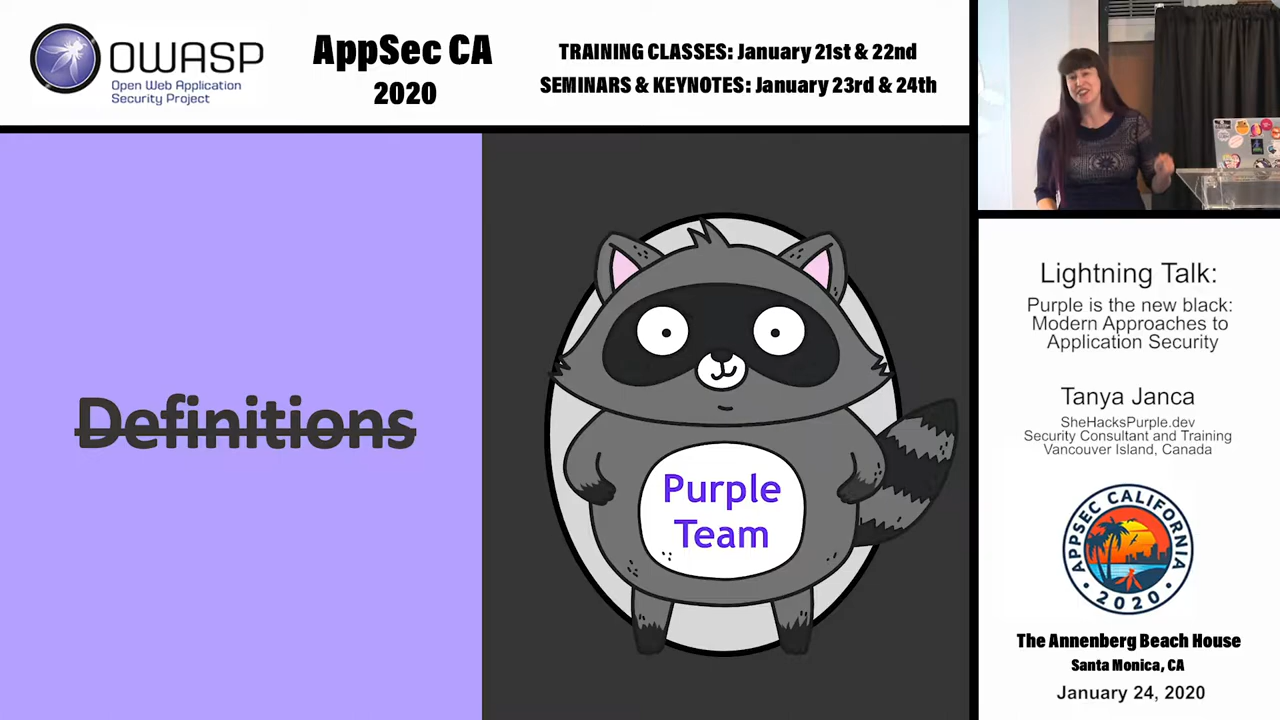 OWASP
Open Web Application
Security Project
AppSec CA
2020
TRAINING CLASSES: January 21st & 22nd
SEMINARS & KEYNOTES: January 23rd & 24th
Definitions
Purple
Team
Lightning Talk:
Purple is the new black:
Modern Approaches to
Application Security
Tanya Janca
SheHacksPurple.dev
Security Consultant and Training
Vancouver Island, Canada
APPSEC CALIFORNIA
• 2020 •
The Annenberg Beach House
Santa Monica, CA
January 24, 2020